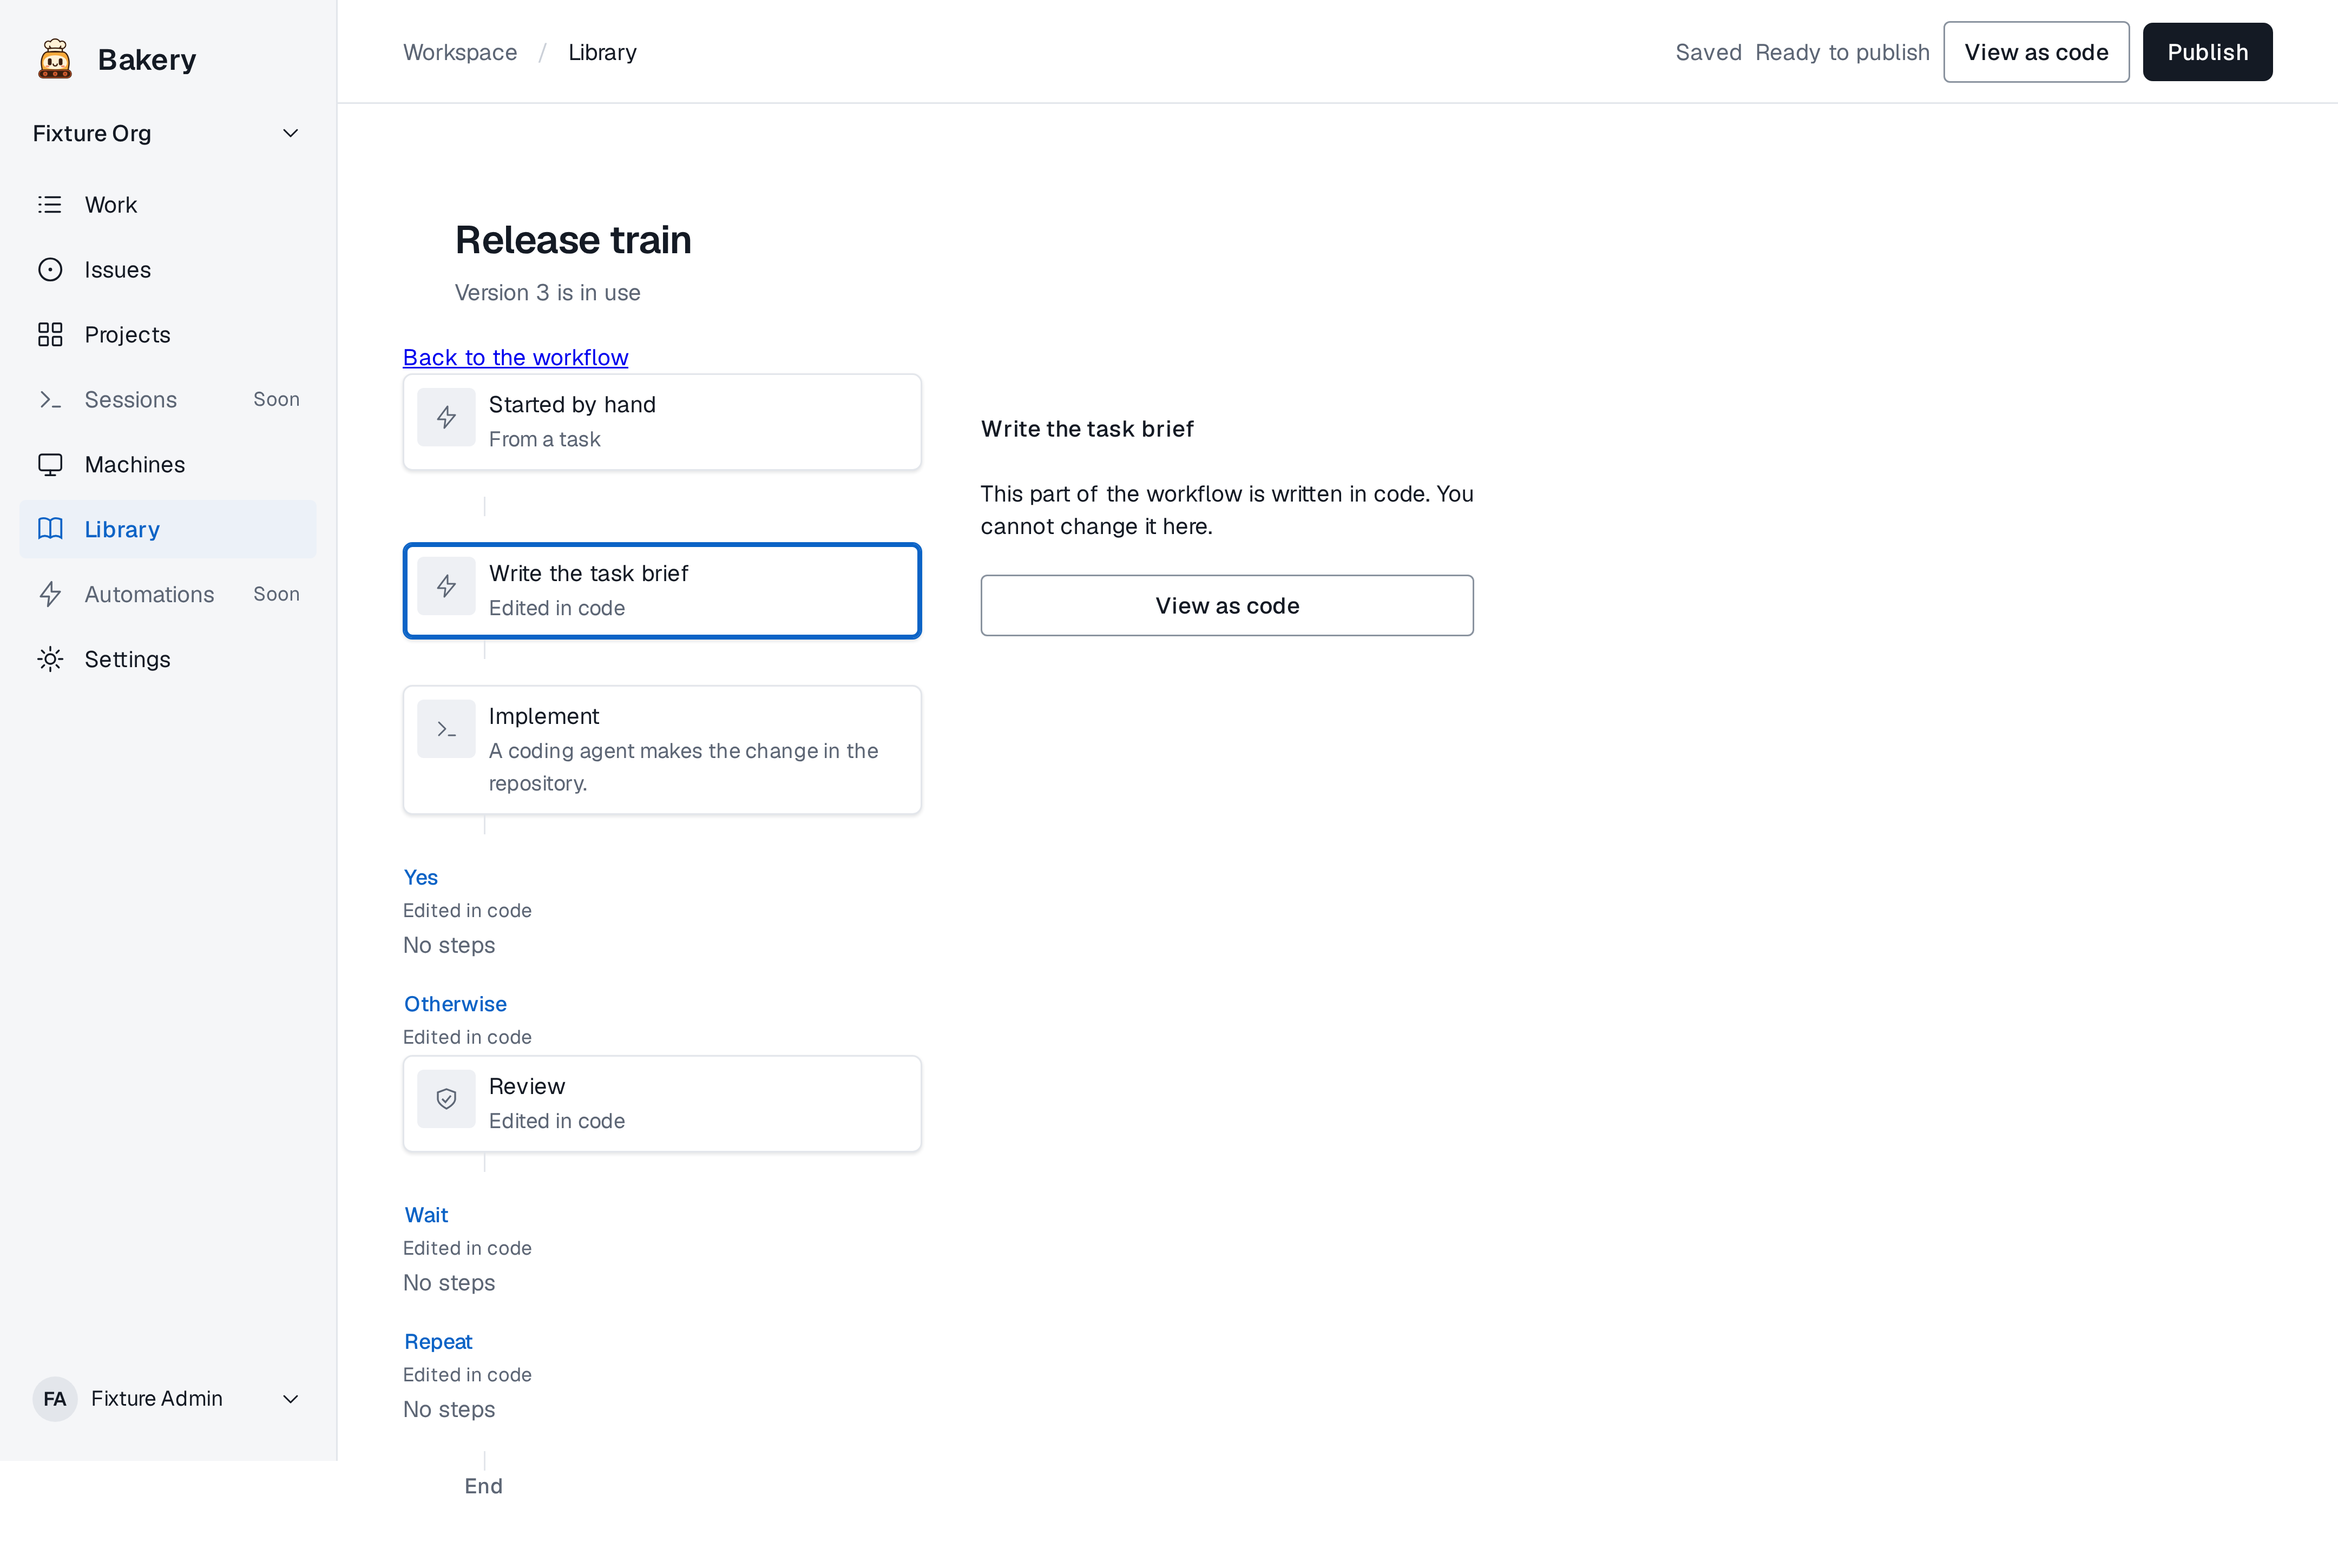 Bakery
Fixture Org
Work
Issues
Projects
Sessions Soon
Machines
Library
Automations Soon
Settings
FA Fixture Admin
Workspace / Library
Saved Ready to publish View as code Publish
Release train
Version 3 is in use
Back to the workflow
Started by hand
From a task
Write the task brief
Edited in code
Implement
A coding agent makes the change in the
repository.
Yes
Edited in code
No steps
Otherwise
Edited in code
Review
Edited in code
Wait
Edited in code
No steps
Repeat
Edited in code
No steps
End
Write the task brief
This part of the workflow is written in code. You
cannot change it here.
View as code